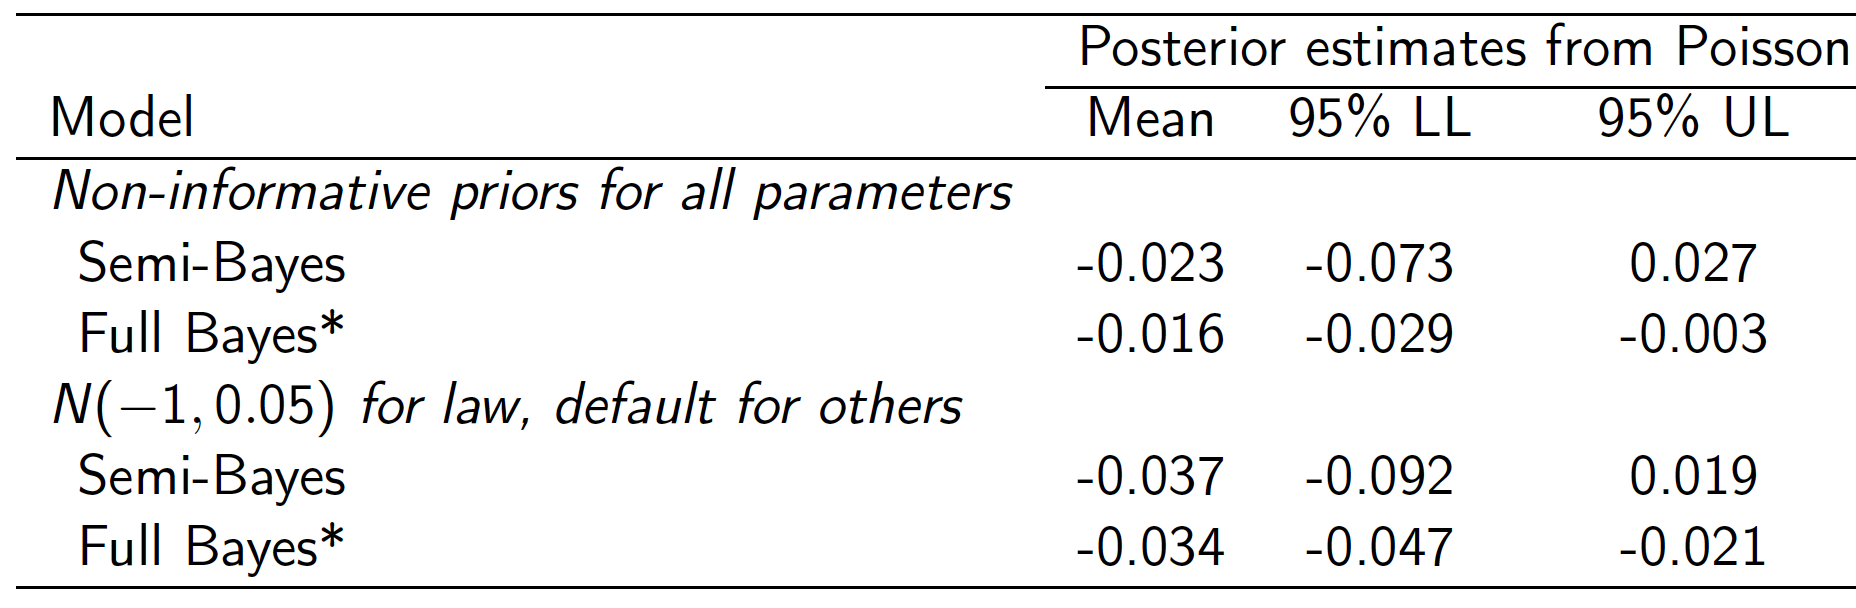 Posterior estimates from Poisson
Model Mean 95% LL 95% UL
Non-informative priors for all parameters
Semi-Bayes -0.023 -0.073 0.027
Full Bayes* -0.016 -0.029 -0.003
N(−1, 0.05) for law, default for others
Semi-Bayes -0.037 -0.092 0.019
Full Bayes* -0.034 -0.047 -0.021